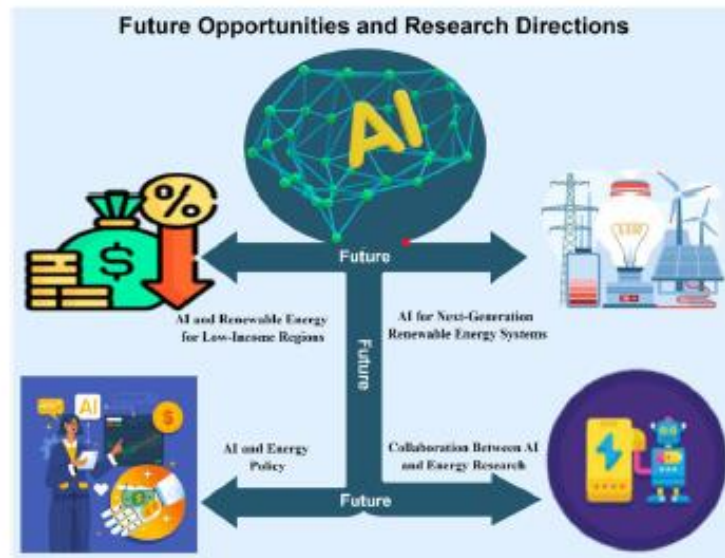 Future Opportunities and Research Directions
AI
%
$
Future
AI and Renewable Energy
for Low-Income Regions
AI for Next-Generation
Renewable Energy Systems
Future
AI
$
AI and Energy
Policy
Collaboration Between AI
and Energy Research
Future